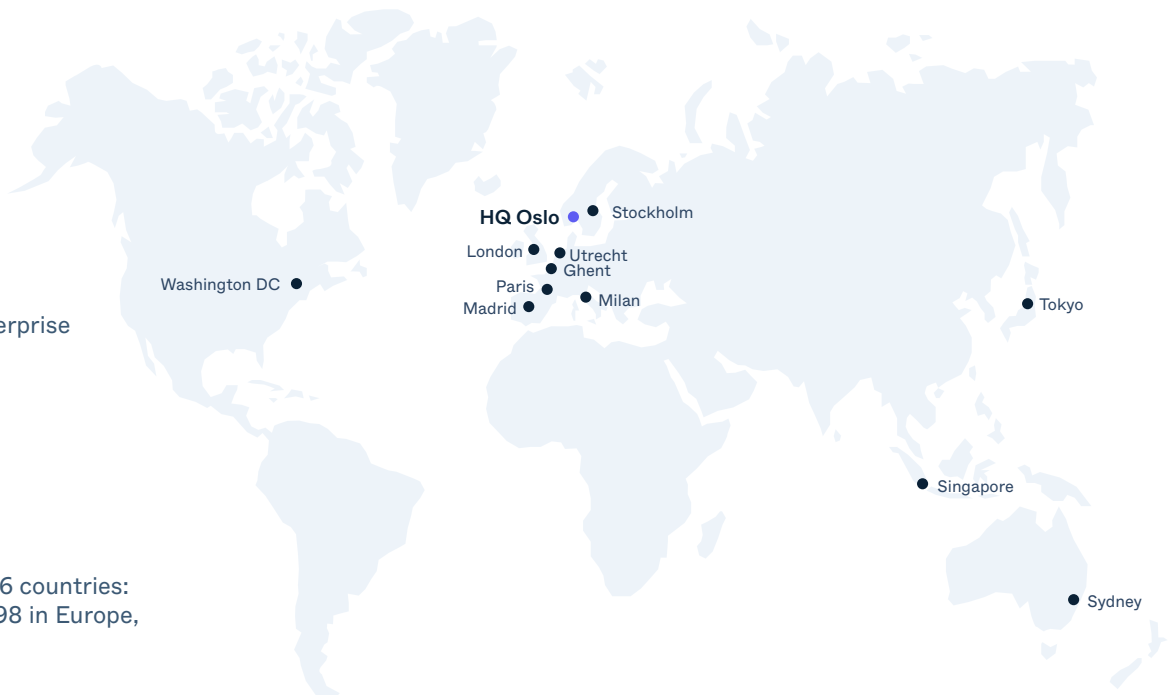 HQ Oslo
Stockholm
London
Utrecht
Ghent
Washington DC
Paris
Milan
Madrid
Tokyo
erprise
Singapore
6 countries:
98 in Europe,
Sydney